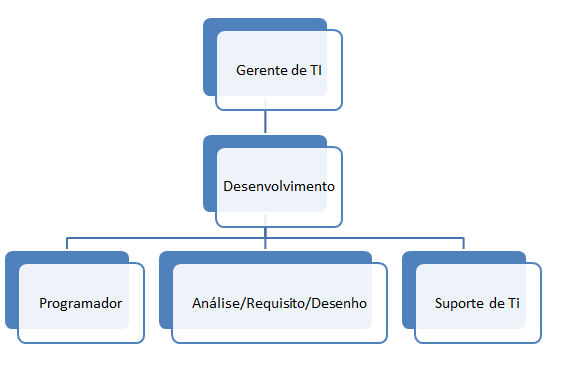 Gerente de TI
Desenvolvimento
Programador
Análise/Requisito/Desenho
Suporte de Ti